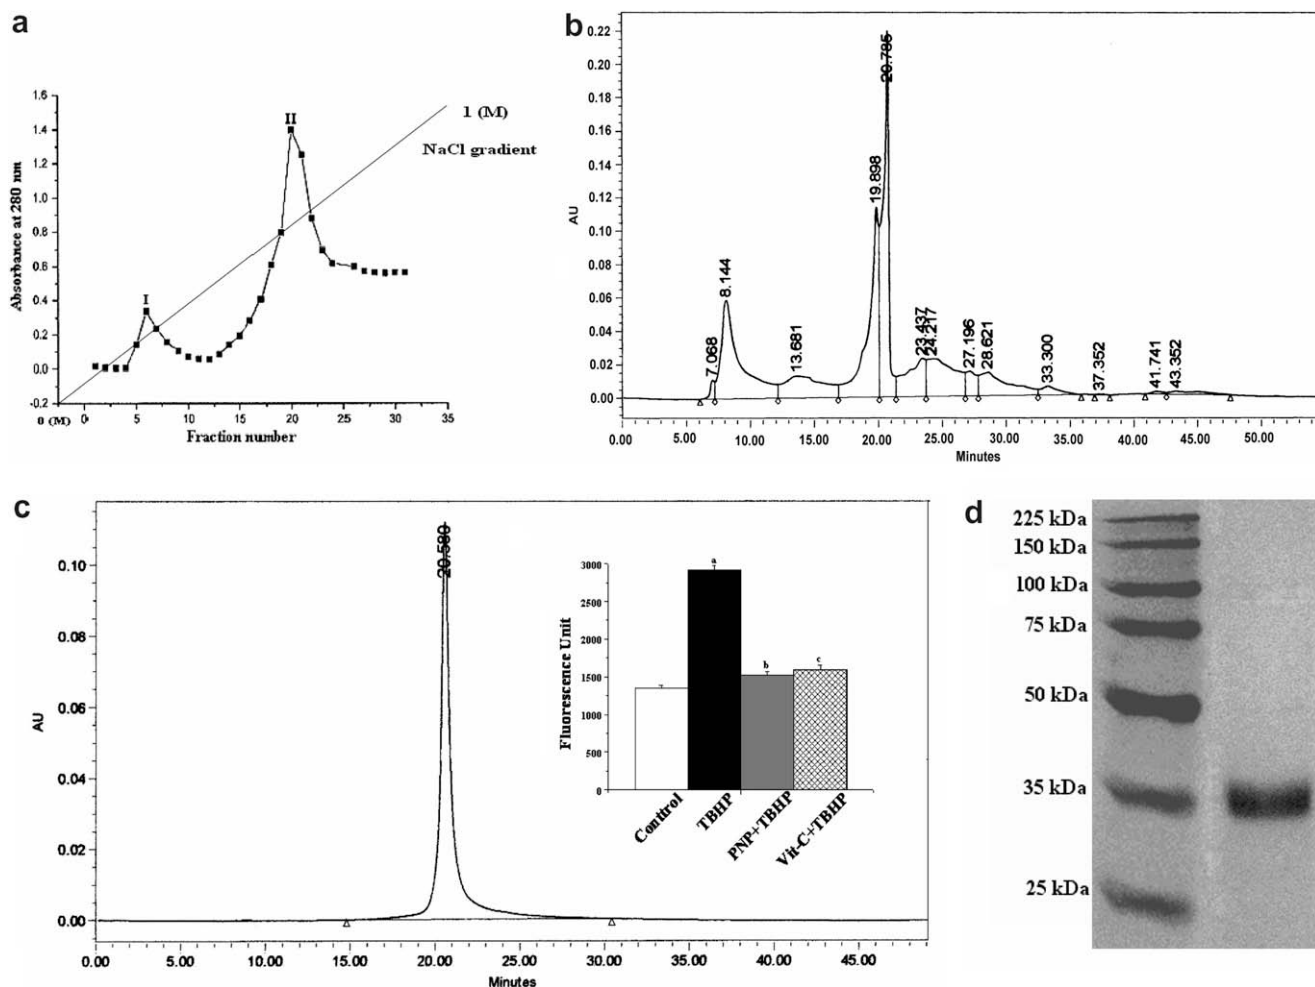 a
1.6
1.4
1.2
1.0
0.8
0.6
0.4
0.2
0.0
-0.2
Absorbance at 280 nm
I
II
1 (M)
NaCl gradient
0 (M)
0 5 10 15 20 25 30 35
Fraction number
b
0.22
0.20
0.18
0.16
0.14
0.12
0.10
0.08
0.06
0.04
0.02
0.00
AU
7.068
8.144
13.681
19.898
20.785
23.437
24.217
27.196
28.621
33.300
37.352
41.741
43.352
0.00 5.00 10.00 15.00 20.00 25.00 30.00 35.00 40.00 45.00 50.00
Minutes
c
0.10
0.08
0.06
0.04
0.02
0.00
AU
20.580
0.00 5.00 10.00 15.00 20.00 25.00 30.00 35.00 40.00 45.00
Minutes
3000
2500
2000
1500
1000
500
0
Fluorescence Unit
a
b
c
Conttrol
TBHP
PNP+TBHP
Vit-C+TBHP
d
225 kDa
150 kDa
100 kDa
75 kDa
50 kDa
35 kDa
25 kDa